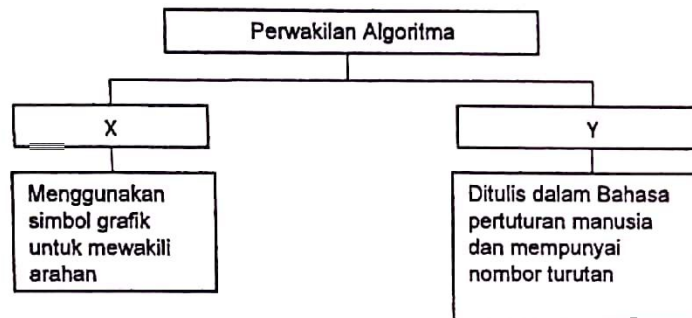 Perwakilan Algoritma
X
Y
Menggunakan
simbol grafik
untuk mewakili
arahan
Ditulis dalam Bahasa
pertuturan manusia
dan mempunyai
nombor turutan